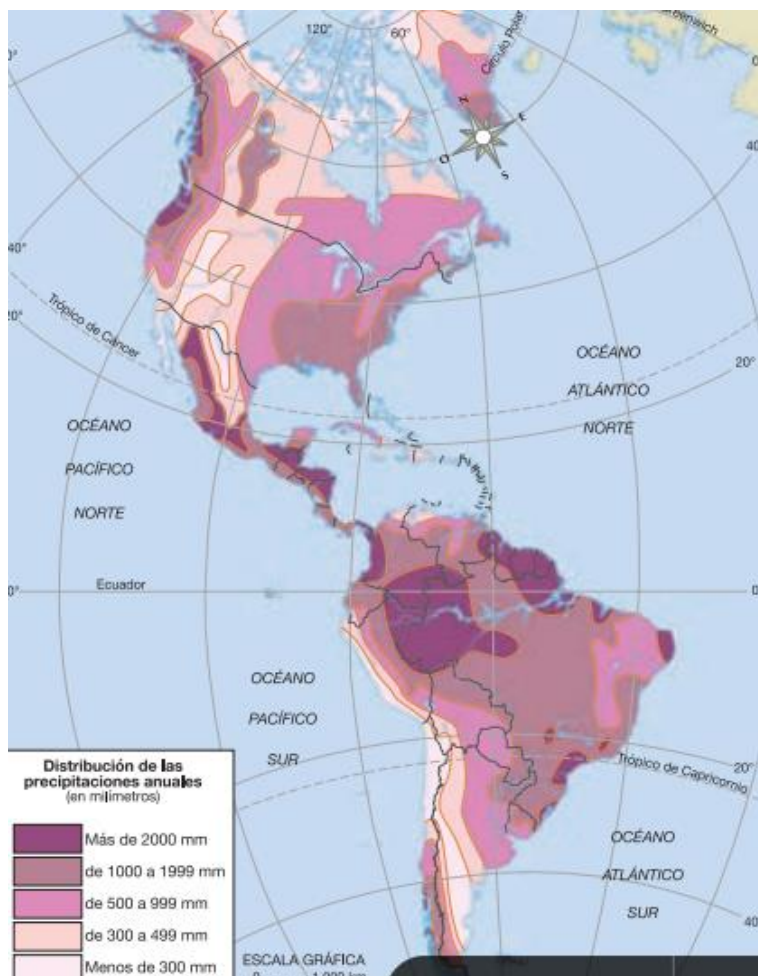 120°
60°
Círculo Polar
Greenwich
0°
40°
N
E
O
S
40°
20°
Trópico de Cáncer
OCÉANO
ATLÁNTICO
NORTE
20°
OCÉANO
PACÍFICO
NORTE
Ecuador
0°
OCÉANO
PACÍFICO
SUR
Trópico de Capricornio
20°
OCÉANO
ATLÁNTICO
SUR
40°
Distribución de las
precipitaciones anuales
(en milímetros)
Más de 2000 mm
de 1000 a 1999 mm
de 500 a 999 mm
de 300 a 499 mm
Menos de 300 mm
ESCALA GRÁFICA